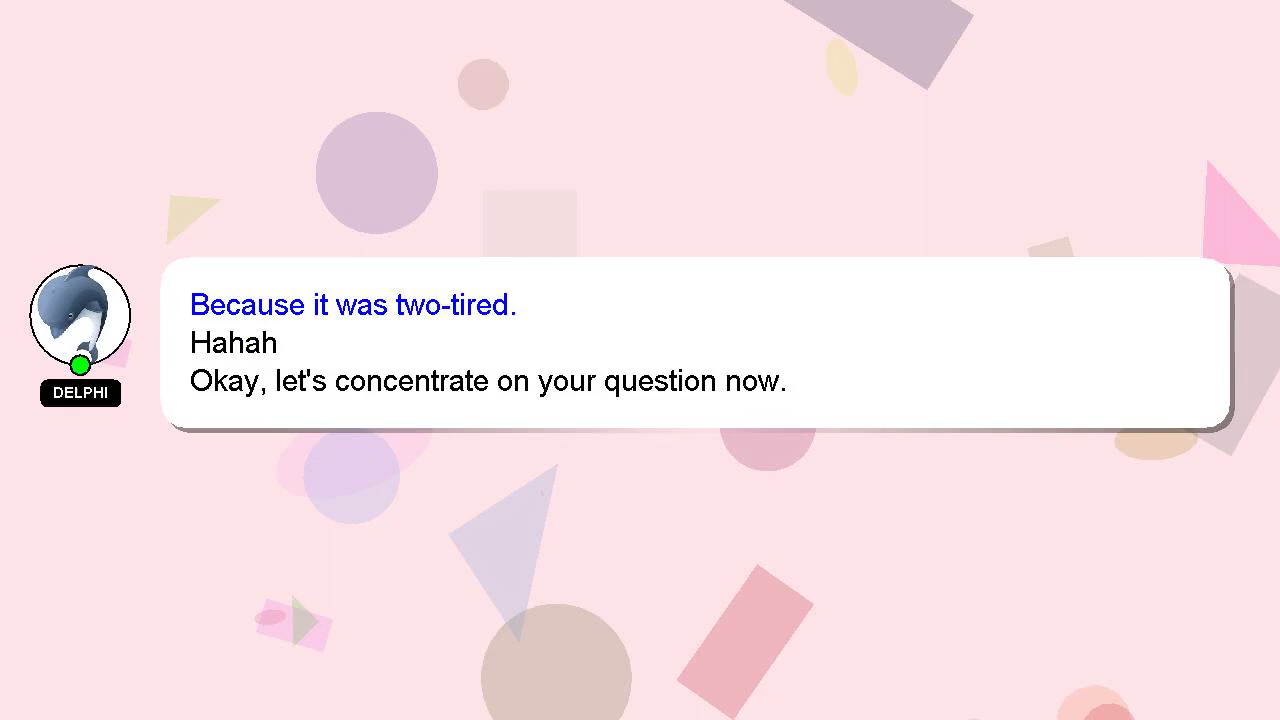 Because it was two-tired.
Hahah
Okay, let's concentrate on your question now.
DELPHI